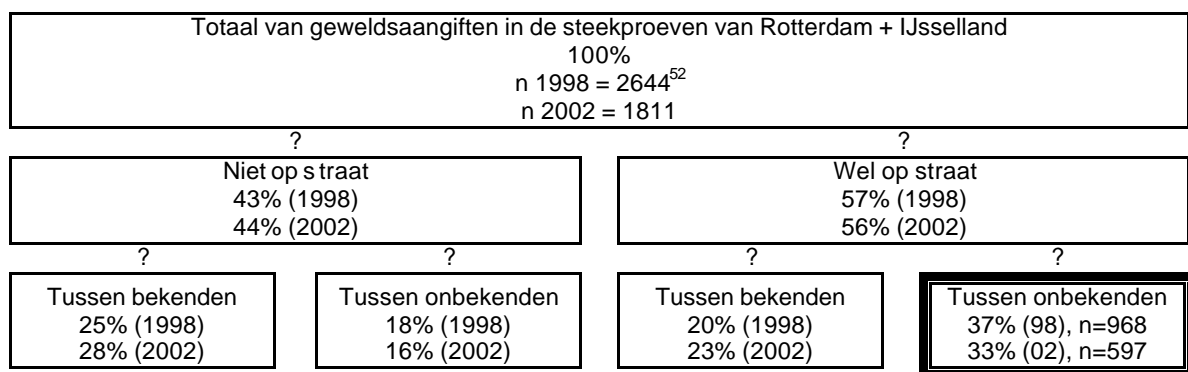 Totaal van geweldsaangiften in de steekproeven van Rotterdam + IJsselland
100%
n 1998 = 2644⁵²
n 2002 = 1811
? ?
Niet op straat
43% (1998)
44% (2002)
Wel op straat
57% (1998)
56% (2002)
? ? ? ?
Tussen bekenden
25% (1998)
28% (2002)
Tussen onbekenden
18% (1998)
16% (2002)
Tussen bekenden
20% (1998)
23% (2002)
Tussen onbekenden
37% (98), n=968
33% (02), n=597